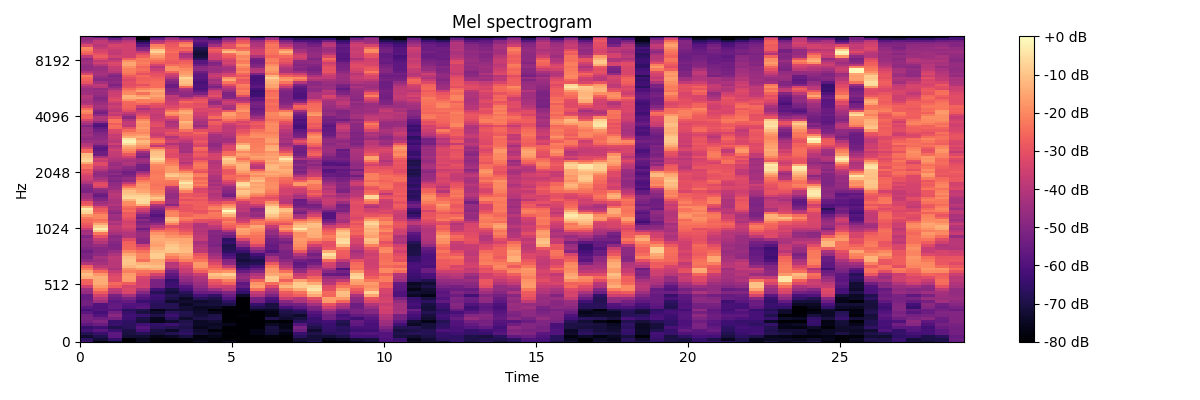 Mel spectrogram
8192
4096
2048
1024
512
0
Hz
0 5 10 15 20 25
Time
+0 dB
-10 dB
-20 dB
-30 dB
-40 dB
-50 dB
-60 dB
-70 dB
-80 dB